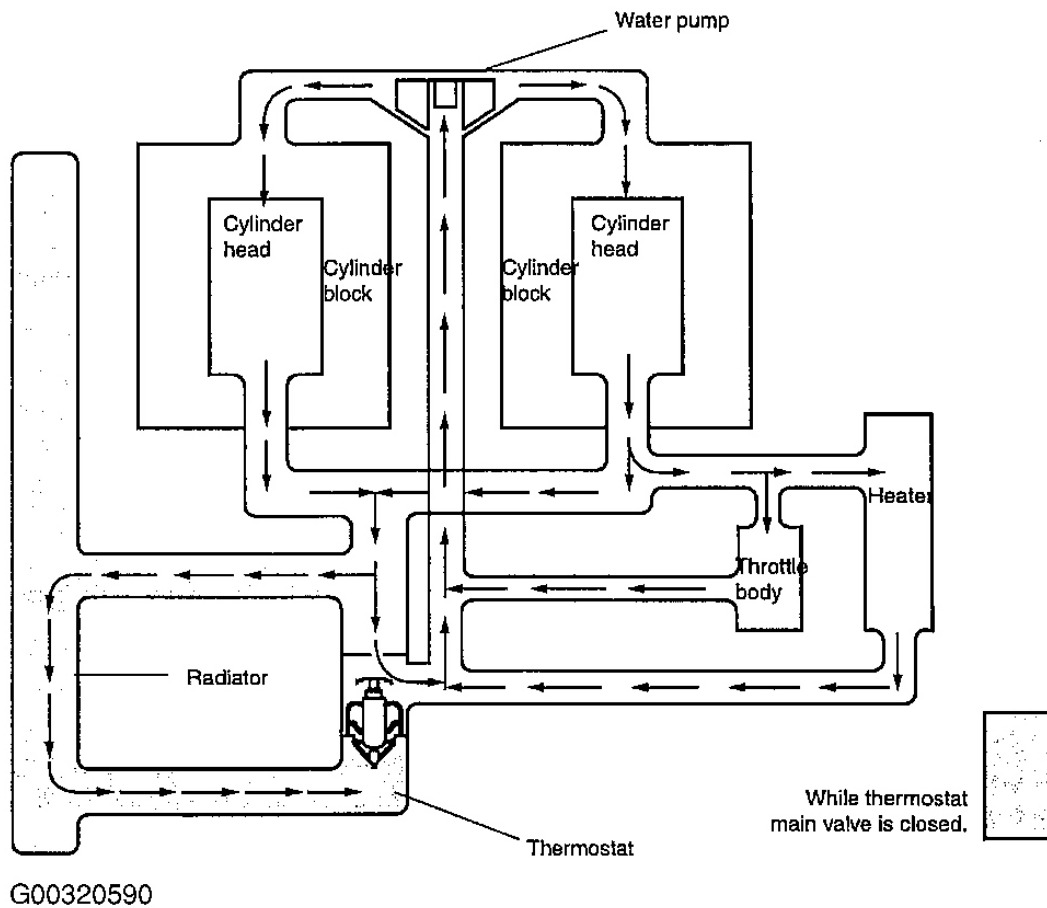 Water pump
Cylinder
head
Cylinder
block
Cylinder
block
Cylinder
head
Heater
Throttle
body
Radiator
While thermostat
main valve is closed.
Thermostat
G00320590